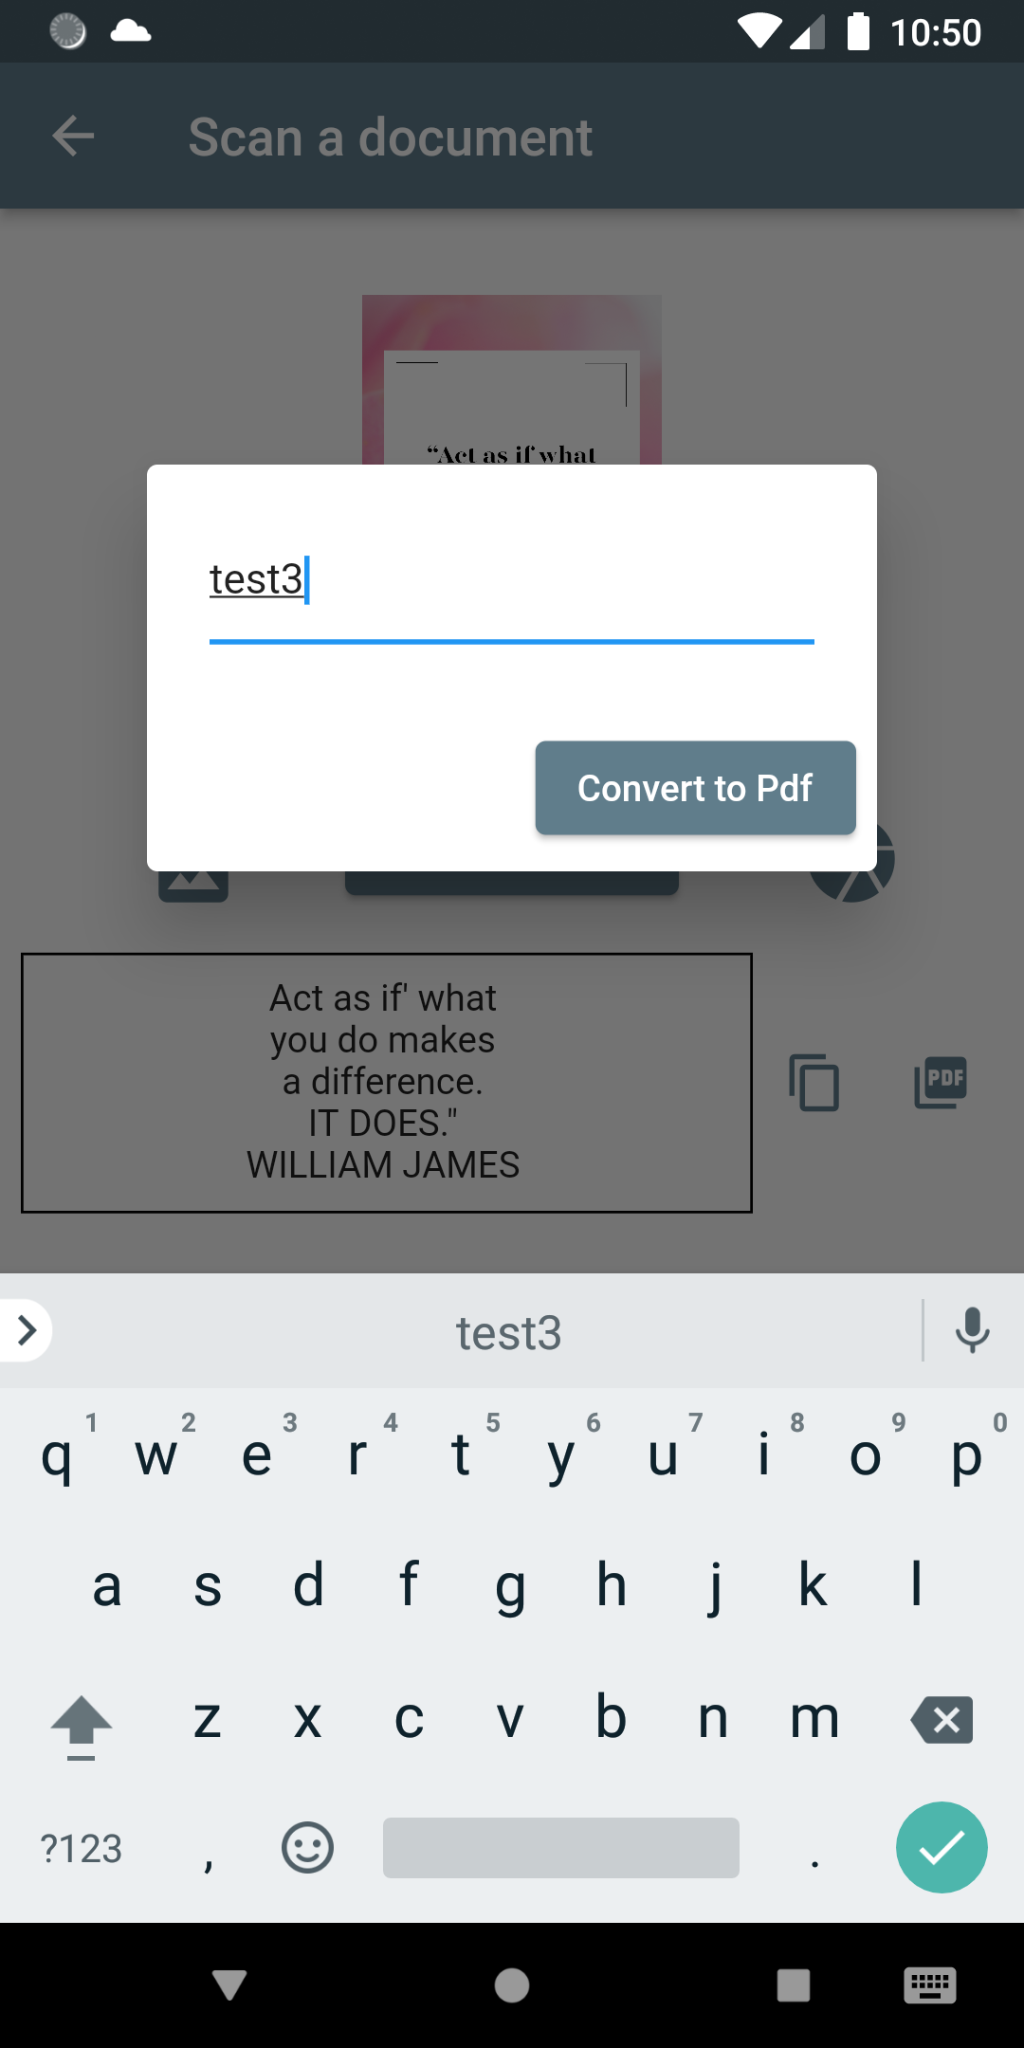 10:50
Scan a document
“Act as if what
test3
Convert to Pdf
Act as if' what
you do makes
a difference.
IT DOES."
WILLIAM JAMES
PDF
test3
1 2 3 4 5 6 7 8 9 0
q w e r t y u i o p
a s d f g h j k l
z x c v b n m
?123 , .